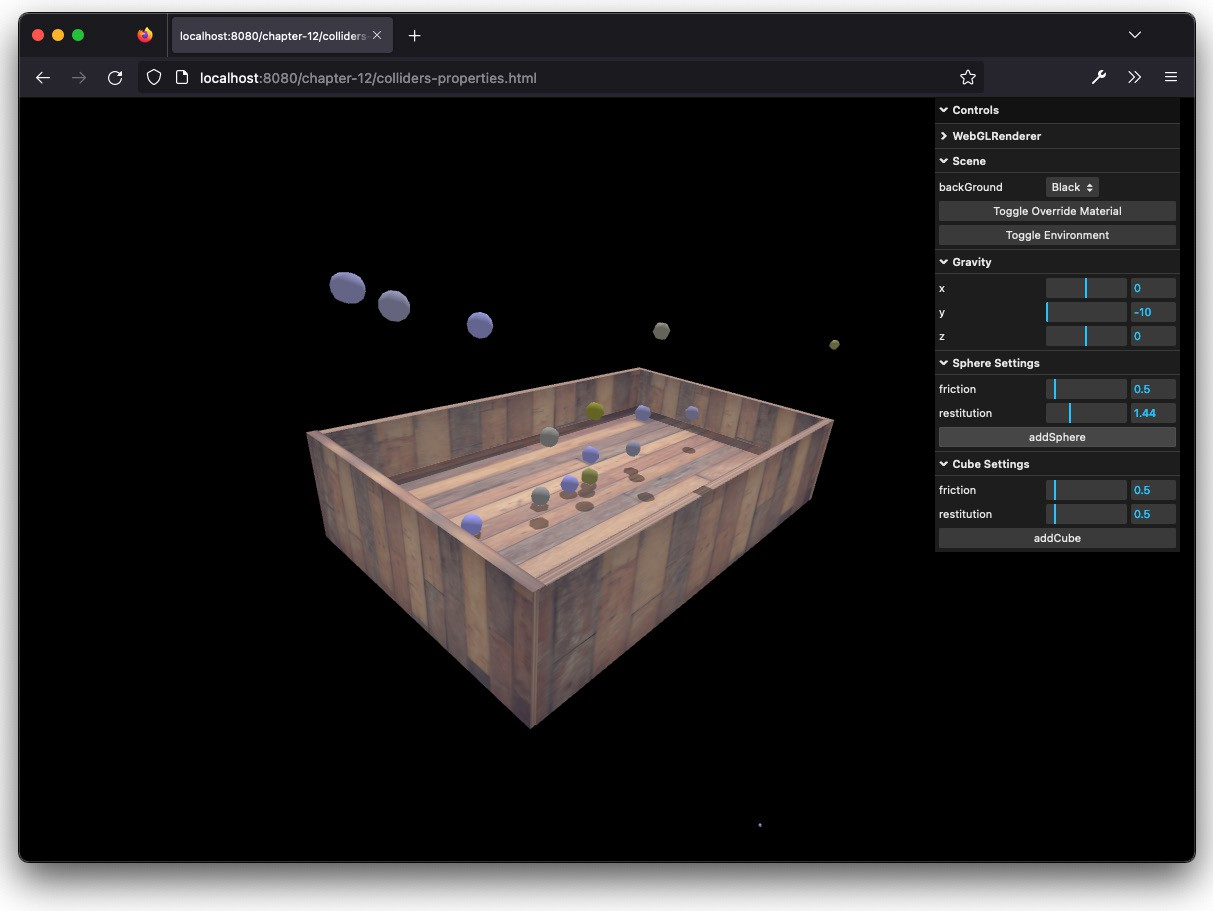 localhost:8080/chapter-12/colliders-
localhost:8080/chapter-12/colliders-properties.html
Controls
WebGLRenderer
Scene
backGround Black
Toggle Override Material
Toggle Environment
Gravity
x 0
y -10
z 0
Sphere Settings
friction 0.5
restitution 1.44
addSphere
Cube Settings
friction 0.5
restitution 0.5
addCube